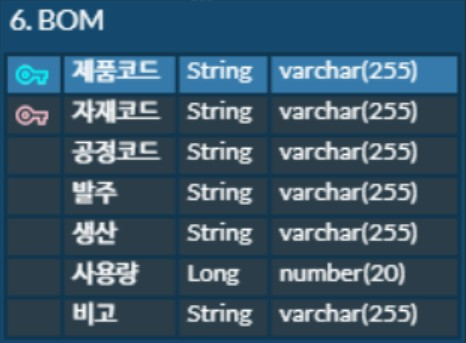 6. BOM
제품코드 String varchar(255)
자재코드 String varchar(255)
공정코드 String varchar(255)
발주 String varchar(255)
생산 String varchar(255)
사용량 Long number(20)
비고 String varchar(255)